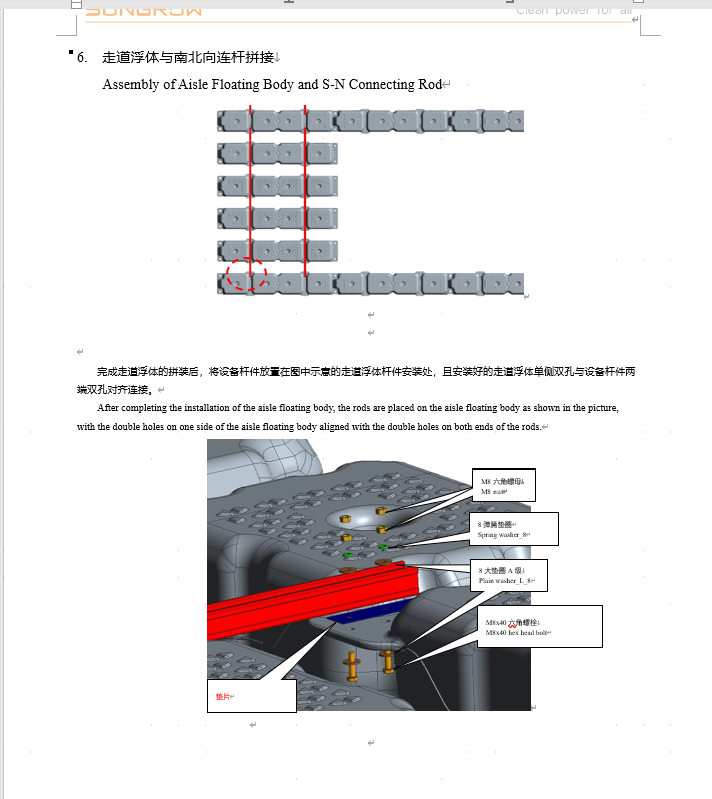 SUNGROW
Clean power for all
6. 走道浮体与南北向连杆拼接
Assembly of Aisle Floating Body and S-N Connecting Rod
完成走道浮体的拼装后，将设备杆件放置在图中示意的走道浮体杆件安装处，且安装好的走道浮体单侧双孔与设备杆件两
端双孔对齐连接。
After completing the installation of the aisle floating body, the rods are placed on the aisle floating body as shown in the picture,
with the double holes on one side of the aisle floating body aligned with the double holes on both ends of the rods.
M8 六角螺母
M8 nut
8 弹簧垫圈
Spring washer_8
8 大垫圈 A 级
Plain washer_L_8
M8x40 六角螺栓
M8x40 hex head bolt
垫片